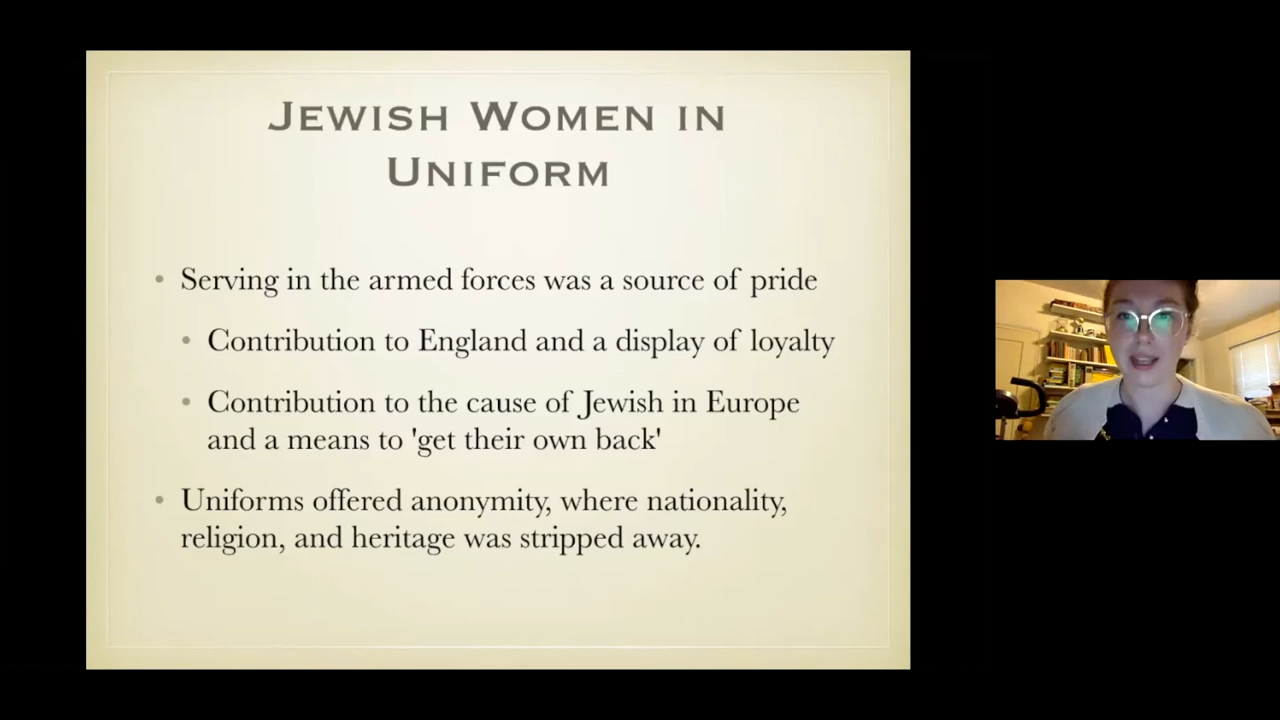 Jewish Women in
Uniform
• Serving in the armed forces was a source of pride
• Contribution to England and a display of loyalty
• Contribution to the cause of Jewish in Europe
and a means to 'get their own back'
• Uniforms offered anonymity, where nationality,
religion, and heritage was stripped away.